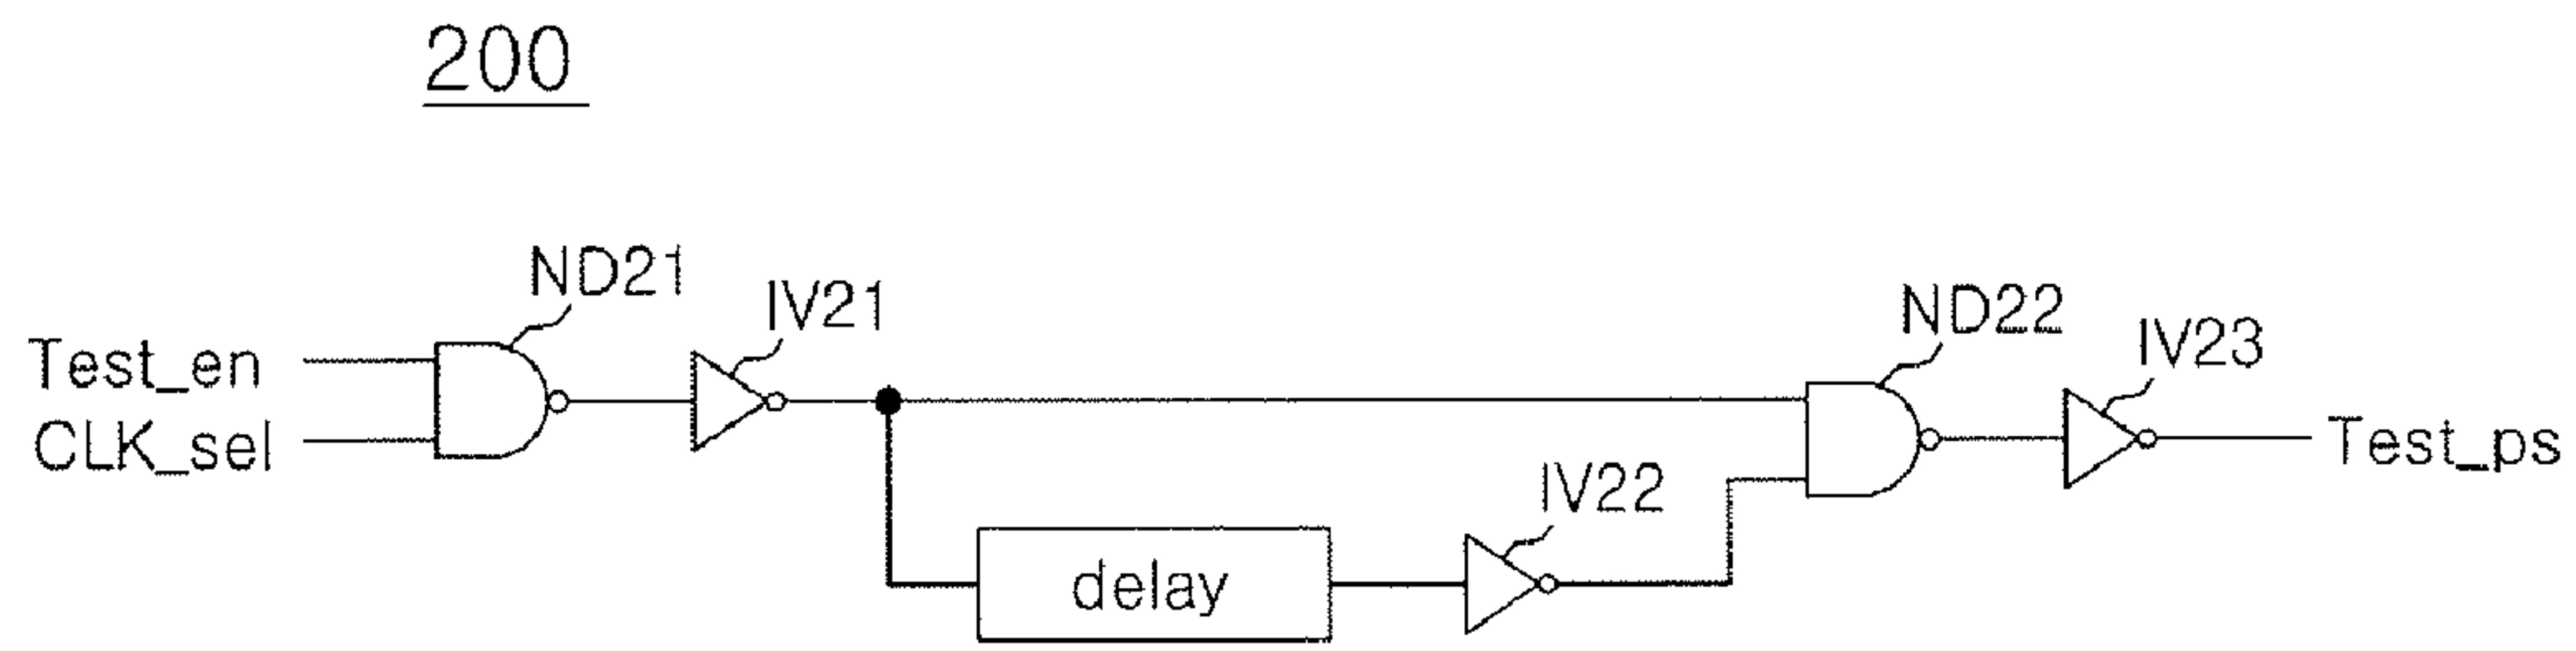 200
ND21
IV21
ND22
IV23
Test_en
CLK_sel
Test_ps
IV22
delay